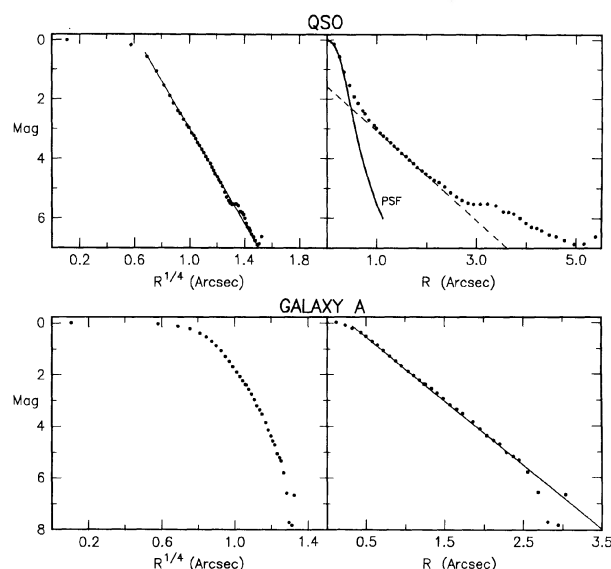 QSO
0
2
Mag
4
6
PSF
0.2 0.6 1.0 1.4 1.8
1.0 3.0 5.0
R1/4 (Arcsec)
R (Arcsec)
GALAXY A
0
2
Mag
4
6
8
0.2 0.6 1.0 1.4
0.5 1.5 2.5 3.5
R1/4 (Arcsec)
R (Arcsec)